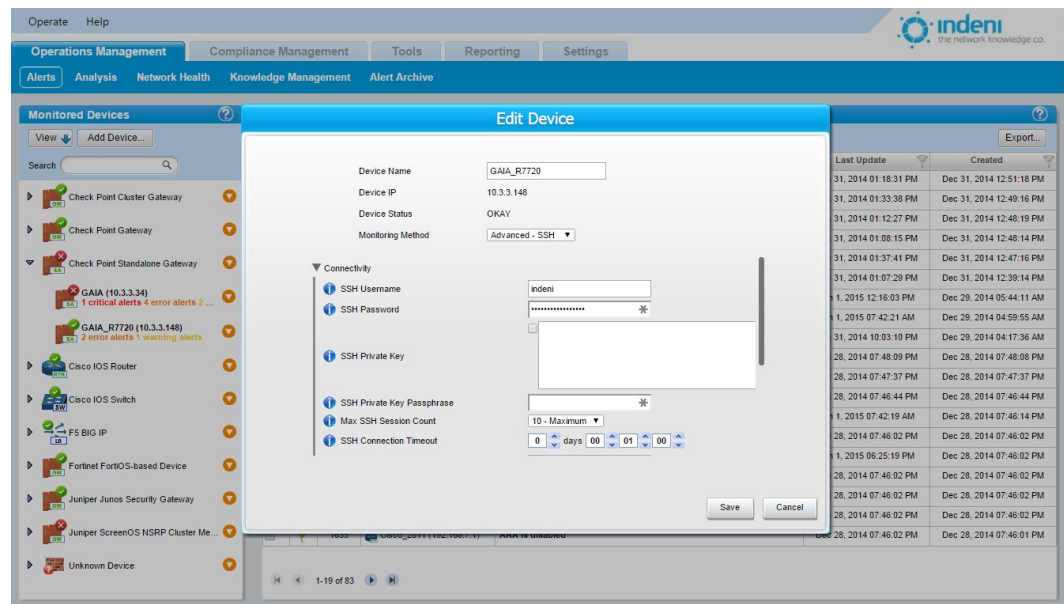 Operate Help
indeni
the network knowledge co.
Operations Management Compliance Management Tools Reporting Settings
Alerts Analysis Network Health Knowledge Management Alert Archive
Monitored Devices
View Add Device...
Search
Check Point Cluster Gateway
Check Point Gateway
Check Point Standalone Gateway
GAIA (10.3.3.34)
1 critical alerts 4 error alerts 2 ...
GAIA_R7720 (10.3.3.148)
2 error alerts 1 warning alerts
Cisco IOS Router
Cisco IOS Switch
F5 BIG IP
Fortinet FortiOS-based Device
Juniper Junos Security Gateway
Juniper ScreenOS NSRP Cluster Me...
Unknown Device
Edit Device
Device Name GAIA_R7720
Device IP 10.3.3.148
Device Status OKAY
Monitoring Method Advanced - SSH
Connectivity
SSH Username indeni
SSH Password
SSH Private Key
SSH Private Key Passphrase
Max SSH Session Count 10 - Maximum
SSH Connection Timeout 0 days 00 01 00
Save Cancel
Export...
Last Update Created
31, 2014 01:18:31 PM Dec 31, 2014 12:51:18 PM
31, 2014 01:33:38 PM Dec 31, 2014 12:49:16 PM
31, 2014 01:12:27 PM Dec 31, 2014 12:48:19 PM
31, 2014 01:08:15 PM Dec 31, 2014 12:48:14 PM
31, 2014 01:37:41 PM Dec 31, 2014 12:47:16 PM
31, 2014 01:07:29 PM Dec 31, 2014 12:39:14 PM
1, 2015 12:16:03 PM Dec 29, 2014 05:44:11 AM
1, 2015 07:42:21 AM Dec 29, 2014 04:59:55 AM
31, 2014 10:03:10 PM Dec 29, 2014 04:17:36 AM
28, 2014 07:48:09 PM Dec 28, 2014 07:48:08 PM
28, 2014 07:47:37 PM Dec 28, 2014 07:47:37 PM
28, 2014 07:46:44 PM Dec 28, 2014 07:46:44 PM
1, 2015 07:42:19 AM Dec 28, 2014 07:46:14 PM
28, 2014 07:46:02 PM Dec 28, 2014 07:46:02 PM
1, 2015 06:25:19 PM Dec 28, 2014 07:46:02 PM
28, 2014 07:46:02 PM Dec 28, 2014 07:46:02 PM
28, 2014 07:46:02 PM Dec 28, 2014 07:46:02 PM
28, 2014 07:46:02 PM Dec 28, 2014 07:46:02 PM
Dec 28, 2014 07:46:02 PM Dec 28, 2014 07:46:01 PM
1-19 of 83